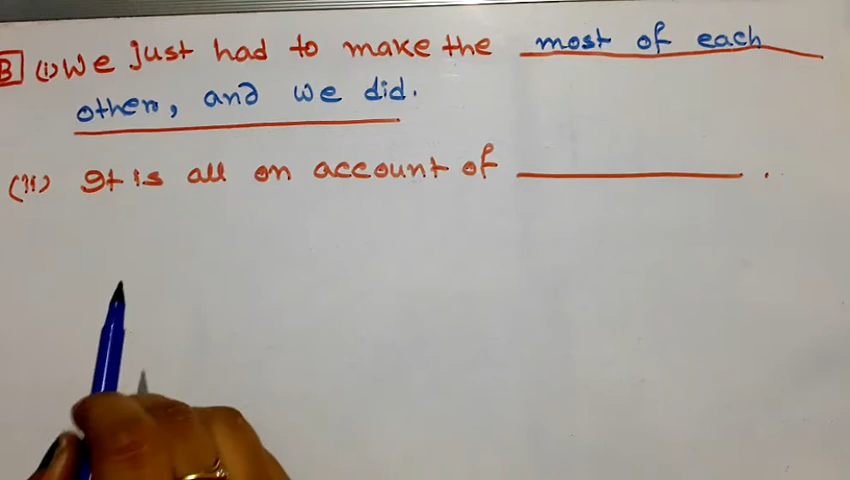 B (i) We just had to make the most of each
other, and we did.
(ii) It is all on account of ________ .